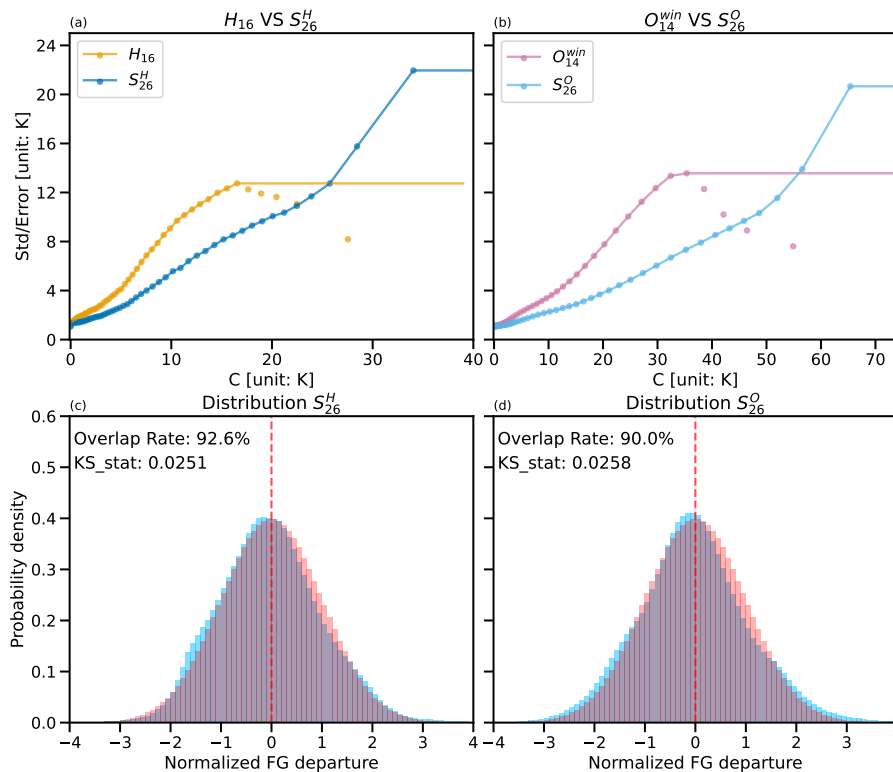 (a) H₁₆ VS S₂₆ᴴ
24
20
16
12
8
4
0
Std/Error [unit: K]
H₁₆
S₂₆ᴴ
0 10 20 30 40
C [unit: K]
(b) O₁₄ʷⁱⁿ VS S₂₆ᴼ
O₁₄ʷⁱⁿ
S₂₆ᴼ
0 10 20 30 40 50 60 70
C [unit: K]
(c) Distribution S₂₆ᴴ
0.6
0.5
0.4
0.3
0.2
0.1
0.0
Probability density
Overlap Rate: 92.6%
KS_stat: 0.0251
−4 −3 −2 −1 0 1 2 3 4
Normalized FG departure
(d) Distribution S₂₆ᴼ
Overlap Rate: 90.0%
KS_stat: 0.0258
−4 −3 −2 −1 0 1 2 3
Normalized FG departure